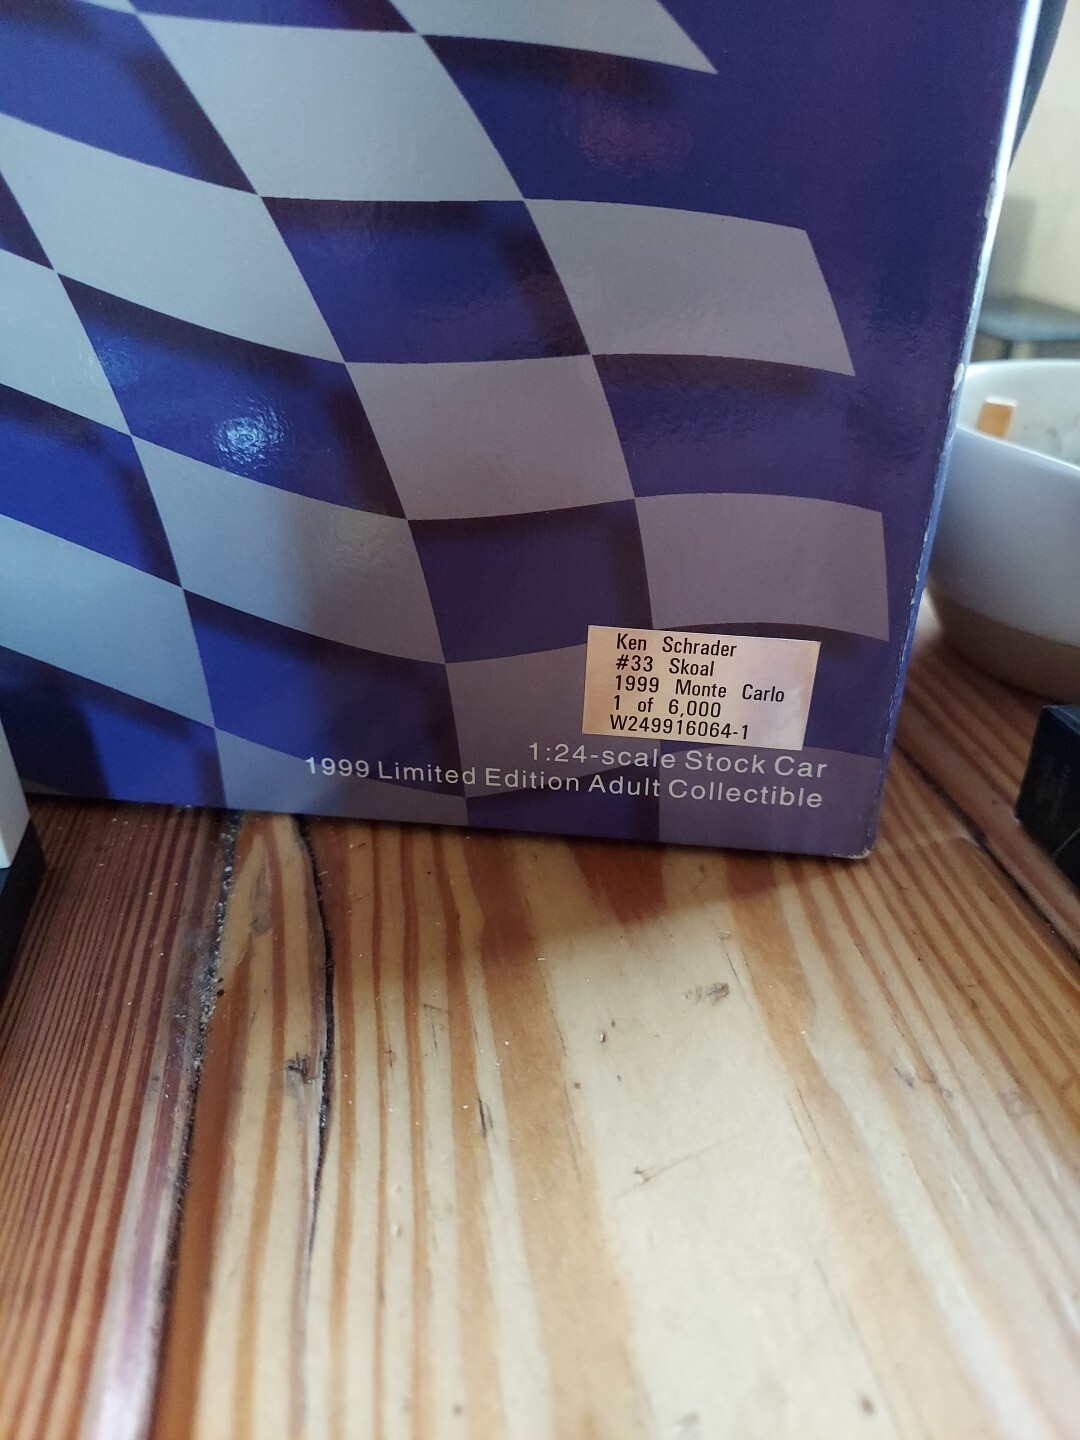 Ken Schrader
#33 Skoal
1999 Monte Carlo
1 of 6,000
W249916064-1
1:24-scale Stock Car
1999 Limited Edition Adult Collectible